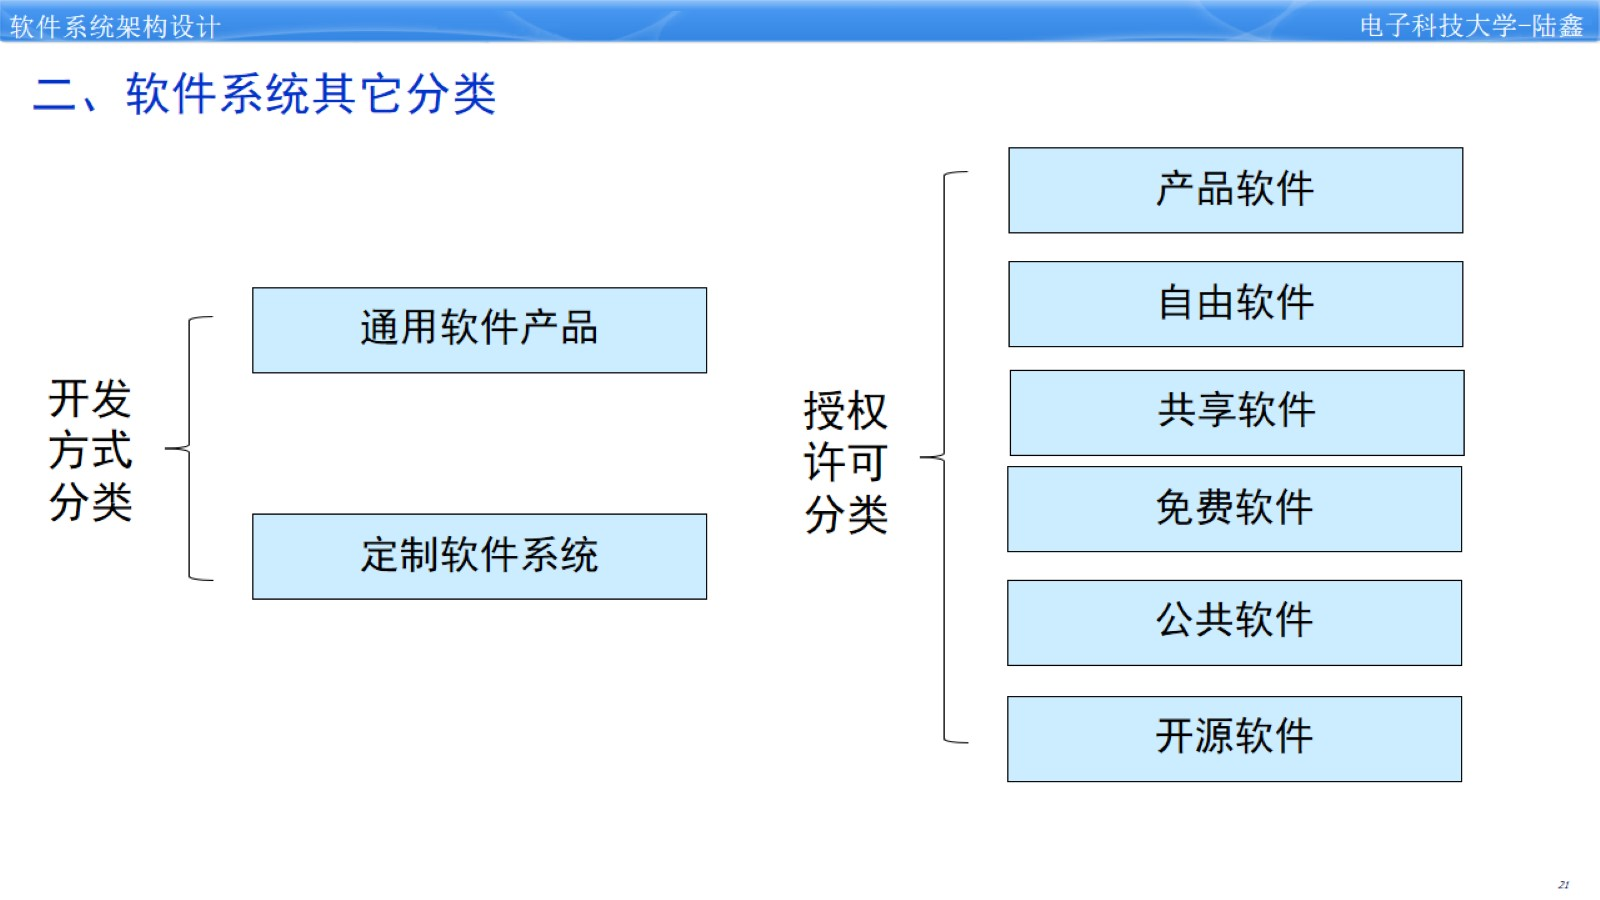 软件系统架构设计
电子科技大学-陆鑫
二、软件系统其它分类
开发
方式
分类
通用软件产品
定制软件系统
授权
许可
分类
产品软件
自由软件
共享软件
免费软件
公共软件
开源软件
21